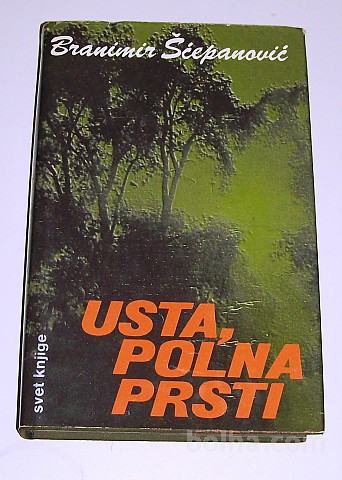 Branimir Šćepanović
USTA,
POLNA
PRSTI
svet knjige
bolha.com